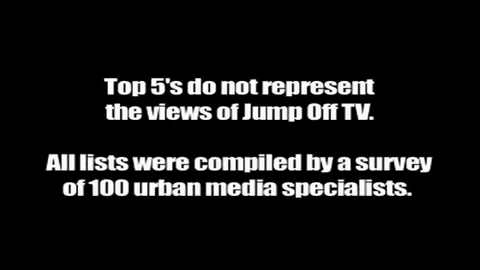 Top 5's do not represent
the views of Jump Off TV.
All lists were compiled by a survey
of 100 urban media specialists.